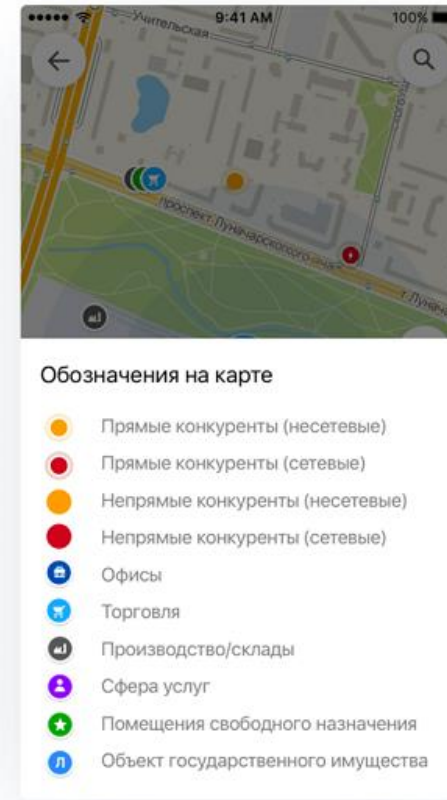 9:41 AM
100%
Учительская
проспект Луначарского
Обозначения на карте
Прямые конкуренты (несетевые)
Прямые конкуренты (сетевые)
Непрямые конкуренты (несетевые)
Непрямые конкуренты (сетевые)
Офисы
Торговля
Производство/склады
Сфера услуг
Помещения свободного назначения
Л Объект государственного имущества